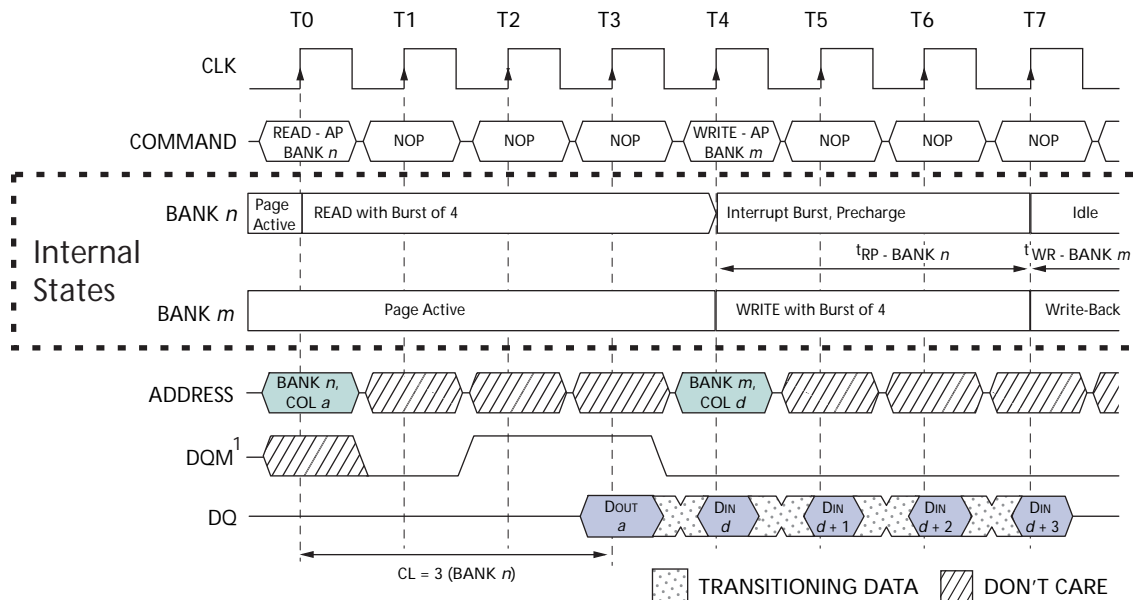 T0 T1 T2 T3 T4 T5 T6 T7
CLK
COMMAND
READ - AP
BANK n
NOP
NOP
NOP
WRITE - AP
BANK m
NOP
NOP
NOP
Internal
States
BANK n
Page
Active
READ with Burst of 4
Interrupt Burst, Precharge
Idle
tRP - BANK n
tWR - BANK m
BANK m
Page Active
WRITE with Burst of 4
Write-Back
ADDRESS
BANK n,
COL a
BANK m,
COL d
DQM1
DQ
DOUT
a
DIN
d
DIN
d + 1
DIN
d + 2
DIN
d + 3
CL = 3 (BANK n)
TRANSITIONING DATA
DON'T CARE